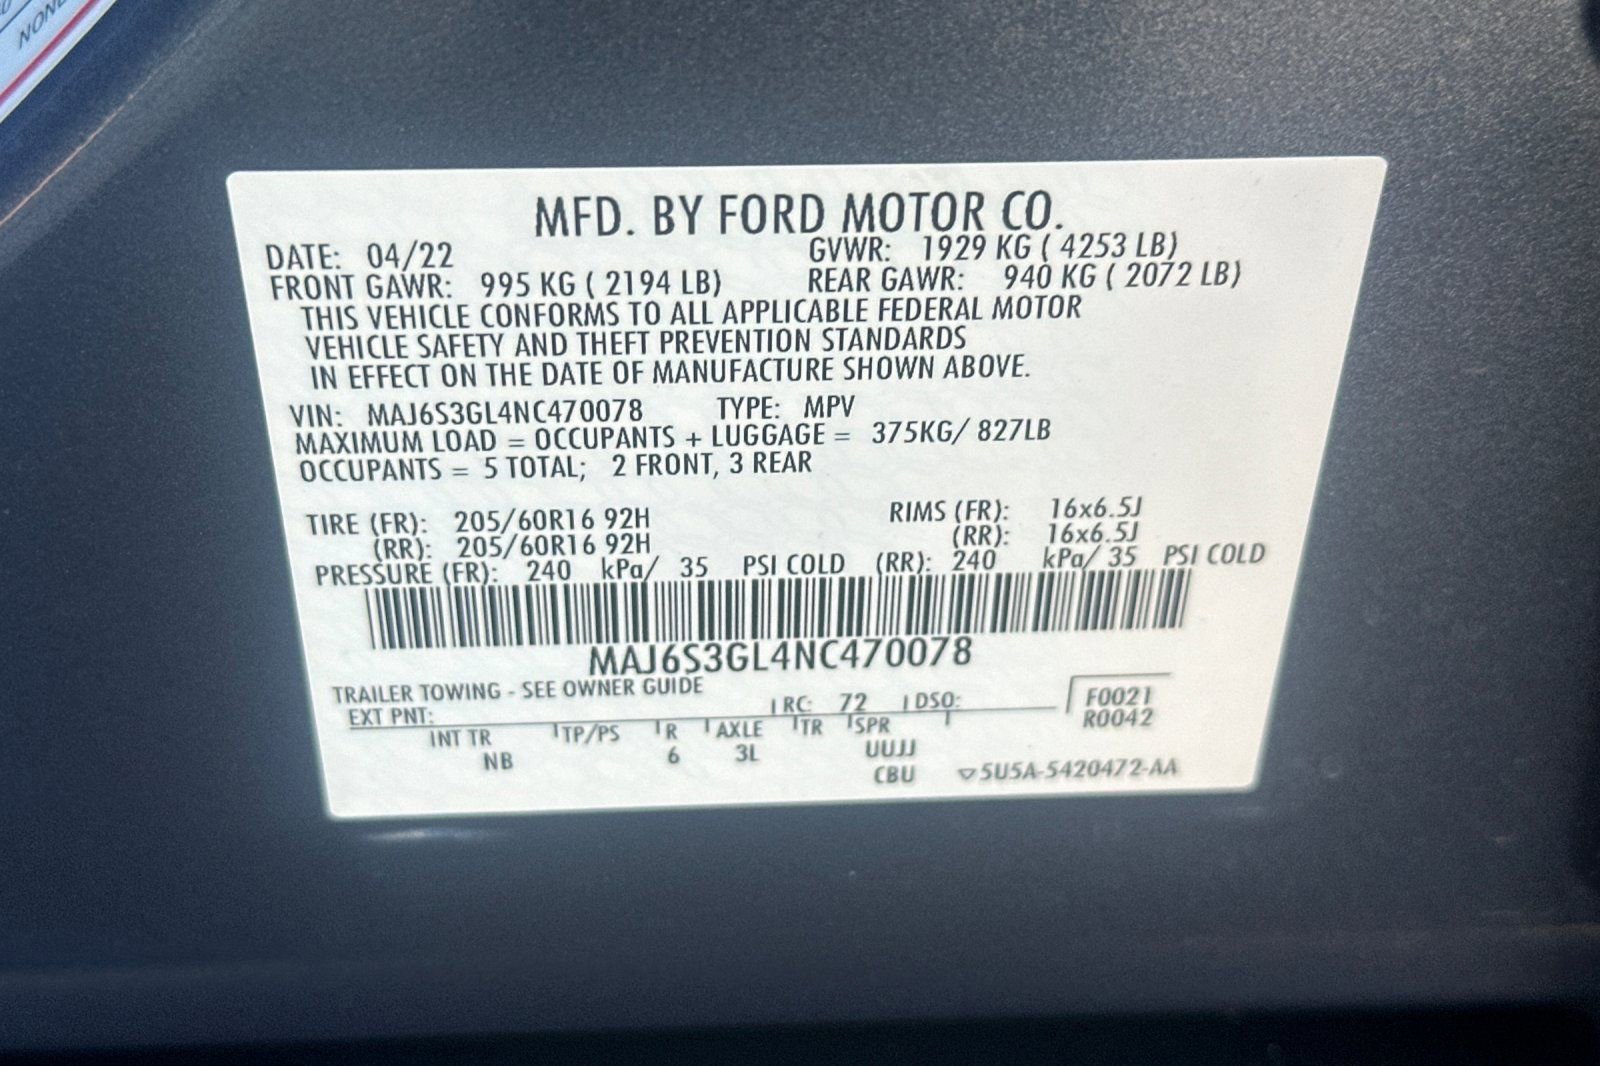 NONE
MFD. BY FORD MOTOR CO.
DATE: 04/22 GVWR: 1929 KG ( 4253 LB)
FRONT GAWR: 995 KG ( 2194 LB) REAR GAWR: 940 KG ( 2072 LB)
THIS VEHICLE CONFORMS TO ALL APPLICABLE FEDERAL MOTOR
VEHICLE SAFETY AND THEFT PREVENTION STANDARDS
IN EFFECT ON THE DATE OF MANUFACTURE SHOWN ABOVE.
VIN: MAJ6S3GL4NC470078 TYPE: MPV
MAXIMUM LOAD = OCCUPANTS + LUGGAGE = 375KG/ 827LB
OCCUPANTS = 5 TOTAL; 2 FRONT, 3 REAR
TIRE (FR): 205/60R16 92H RIMS (FR): 16x6.5J
(RR): 205/60R16 92H (RR): 16x6.5J
PRESSURE (FR): 240 kPa/ 35 PSI COLD (RR): 240 kPa/ 35 PSI COLD
MAJ6S3GL4NC470078
TRAILER TOWING - SEE OWNER GUIDE
EXT PNT: RC: 72 DSO: F0021
R0042
INT TR TP/PS R AXLE TR SPR
NB 6 3L UUJJ
CBU ▽5U5A-5420472-AA